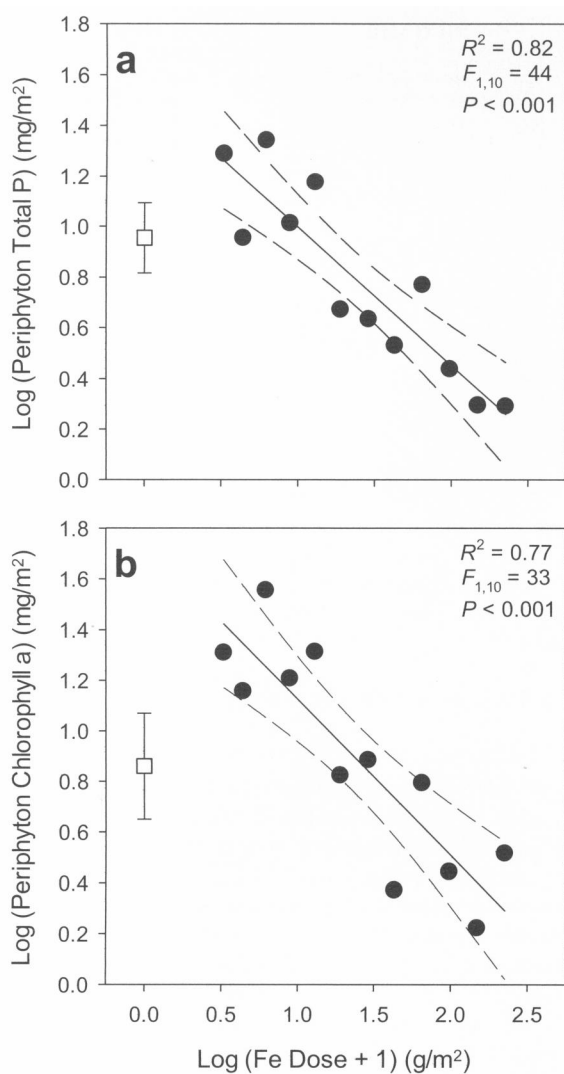 a
R² = 0.82
F₁,₁₀ = 44
P < 0.001
Log (Periphyton Total P) (mg/m²)
1.8
1.6
1.4
1.2
1.0
0.8
0.6
0.4
0.2
0.0
b
R² = 0.77
F₁,₁₀ = 33
P < 0.001
Log (Periphyton Chlorophyll a) (mg/m²)
1.8
1.6
1.4
1.2
1.0
0.8
0.6
0.4
0.2
0.0
0.0 0.5 1.0 1.5 2.0 2.5
Log (Fe Dose + 1) (g/m²)